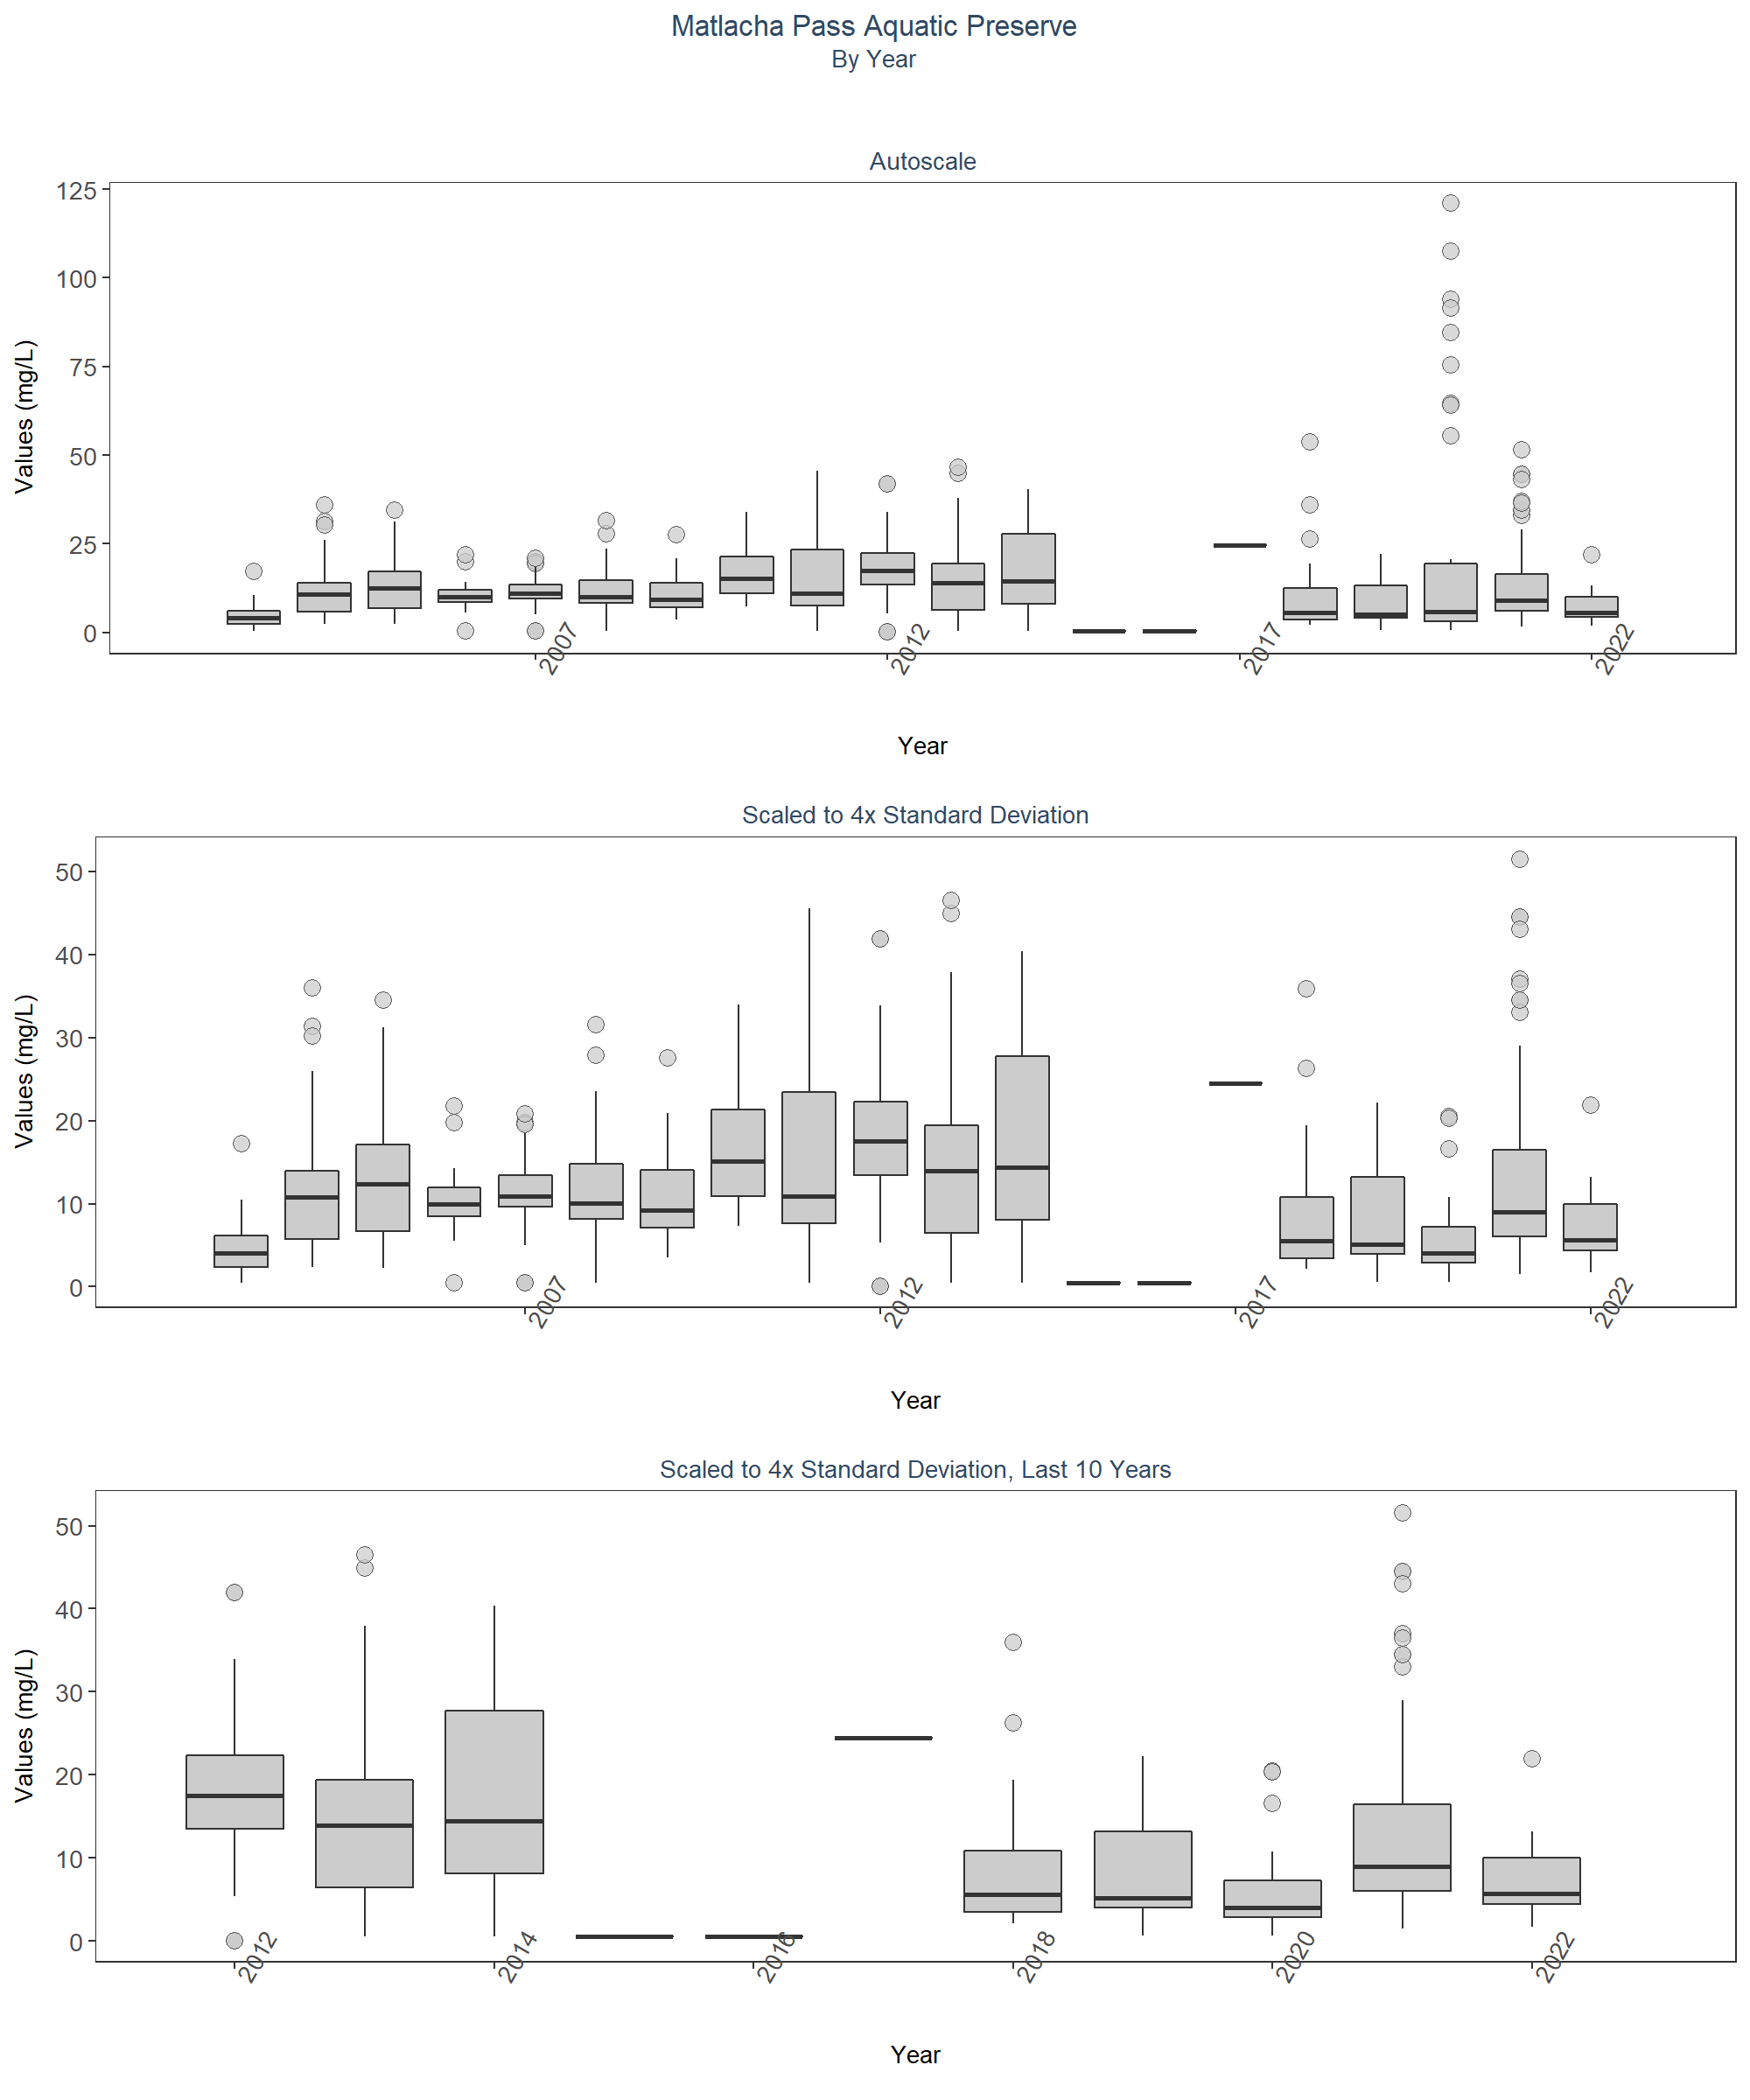 Matlacha Pass Aquatic Preserve
By Year
Autoscale
125
100
75
50
25
0
Values (mg/L)
2007
2012
2017
2022
Year
Scaled to 4x Standard Deviation
50
40
30
20
10
0
Values (mg/L)
2007
2012
2017
2022
Year
Scaled to 4x Standard Deviation, Last 10 Years
50
40
30
20
10
0
Values (mg/L)
2012
2014
2016
2018
2020
2022
Year